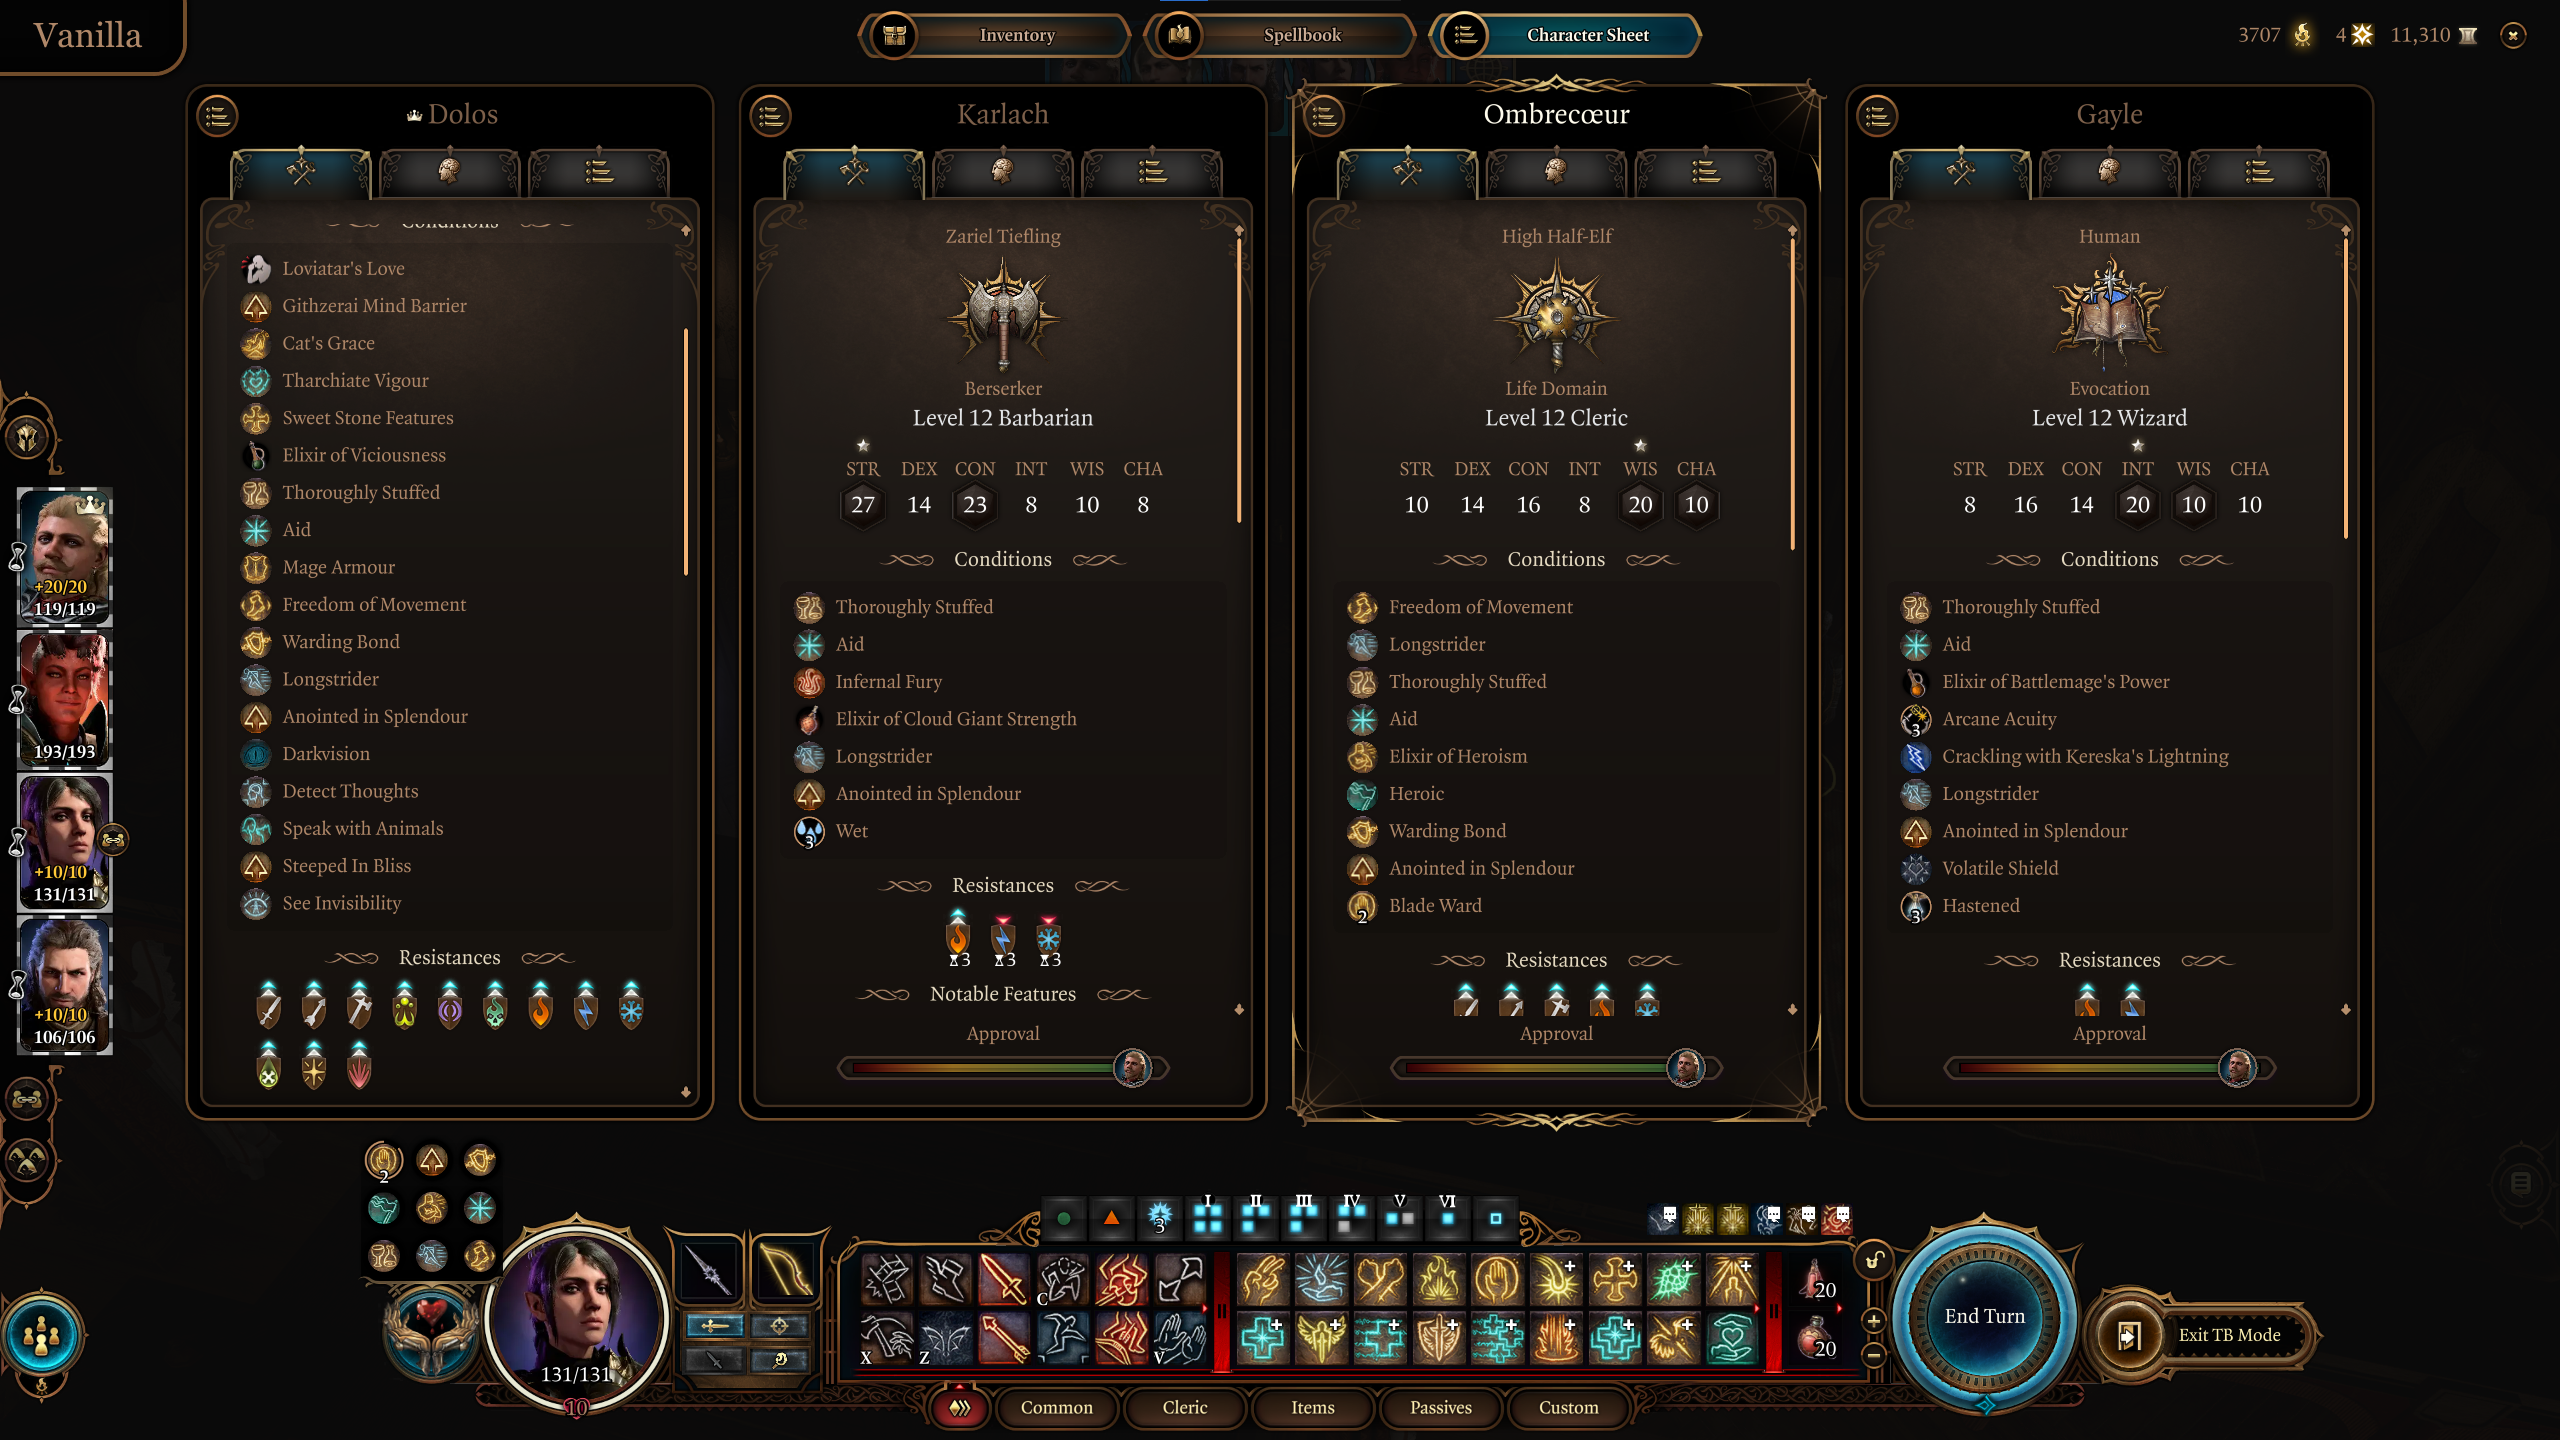 Vanilla
Inventory
Spellbook
Character Sheet
3707
4
11,310
Dolos
Conditions
Loviatar's Love
Githzerai Mind Barrier
Cat's Grace
Tharchiate Vigour
Sweet Stone Features
Elixir of Viciousness
Thoroughly Stuffed
Aid
Mage Armour
Freedom of Movement
Warding Bond
Longstrider
Anointed in Splendour
Darkvision
Detect Thoughts
Speak with Animals
Steeped In Bliss
See Invisibility
Resistances
Karlach
Zariel Tiefling
Berserker
Level 12 Barbarian
STR DEX CON INT WIS CHA
27 14 23 8 10 8
Conditions
Thoroughly Stuffed
Aid
Infernal Fury
Elixir of Cloud Giant Strength
Longstrider
Anointed in Splendour
Wet
3
Resistances
3 3 3
Notable Features
Approval
Ombrecœur
High Half-Elf
Life Domain
Level 12 Cleric
STR DEX CON INT WIS CHA
10 14 16 8 20 10
Conditions
Freedom of Movement
Longstrider
Thoroughly Stuffed
Aid
Elixir of Heroism
Heroic
Warding Bond
Anointed in Splendour
Blade Ward
2
Resistances
Approval
Gayle
Human
Evocation
Level 12 Wizard
STR DEX CON INT WIS CHA
8 16 14 20 10 10
Conditions
Thoroughly Stuffed
Aid
Elixir of Battlemage's Power
Arcane Acuity
3
Crackling with Kereska's Lightning
Longstrider
Anointed in Splendour
Volatile Shield
Hastened
3
Resistances
Approval
+20/20
119/119
193/193
+10/10
131/131
+10/10
106/106
2
131/131
10
3
I II III IV V VI
C
X Z V
20
20
End Turn
Exit TB Mode
Common
Cleric
Items
Passives
Custom